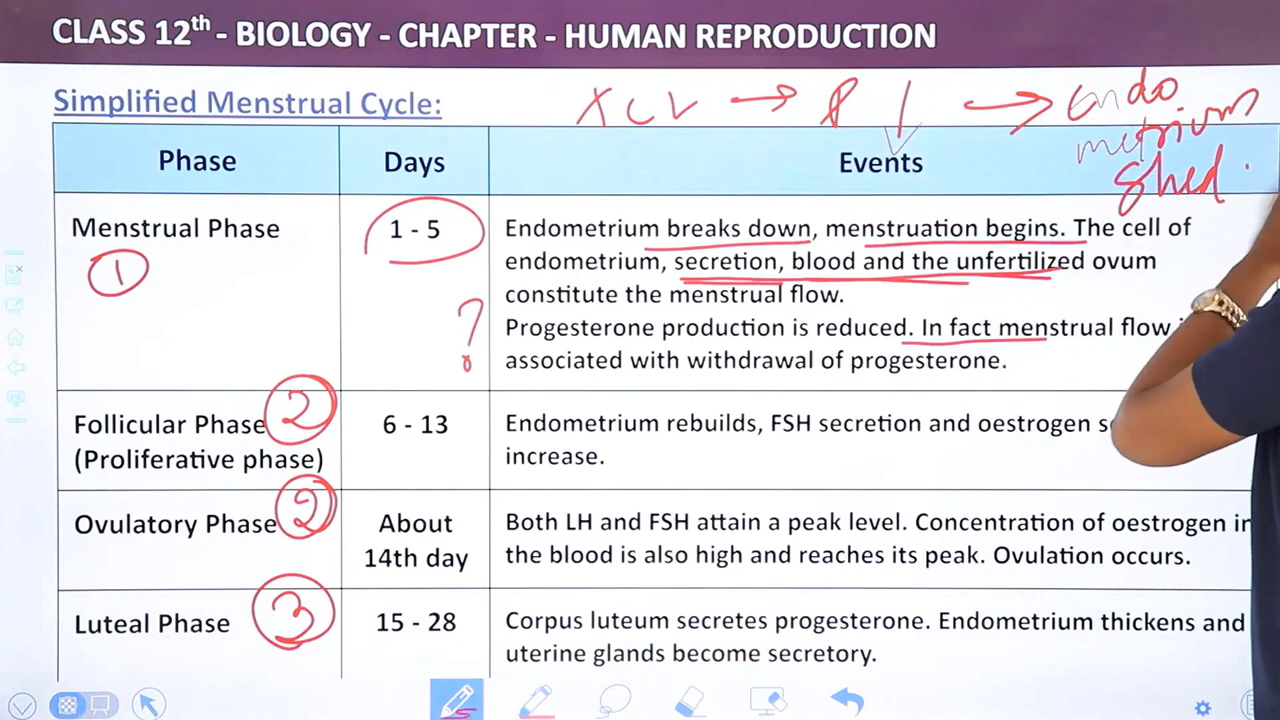 CLASS 12th - BIOLOGY - CHAPTER - HUMAN REPRODUCTION
Simplified Menstrual Cycle:
endo
metrium
shed
Phase
Days
Events
Menstrual Phase
1
1 - 5
?
Endometrium breaks down, menstruation begins. The cell of
endometrium, secretion, blood and the unfertilized ovum
constitute the menstrual flow.
Progesterone production is reduced. In fact menstrual flow
associated with withdrawal of progesterone.
Follicular Phase
(Proliferative phase)
2
6 - 13
Endometrium rebuilds, FSH secretion and oestrogen
increase.
Ovulatory Phase
2
About
14th day
Both LH and FSH attain a peak level. Concentration of oestrogen in
the blood is also high and reaches its peak. Ovulation occurs.
Luteal Phase
3
15 - 28
Corpus luteum secretes progesterone. Endometrium thickens and
uterine glands become secretory.